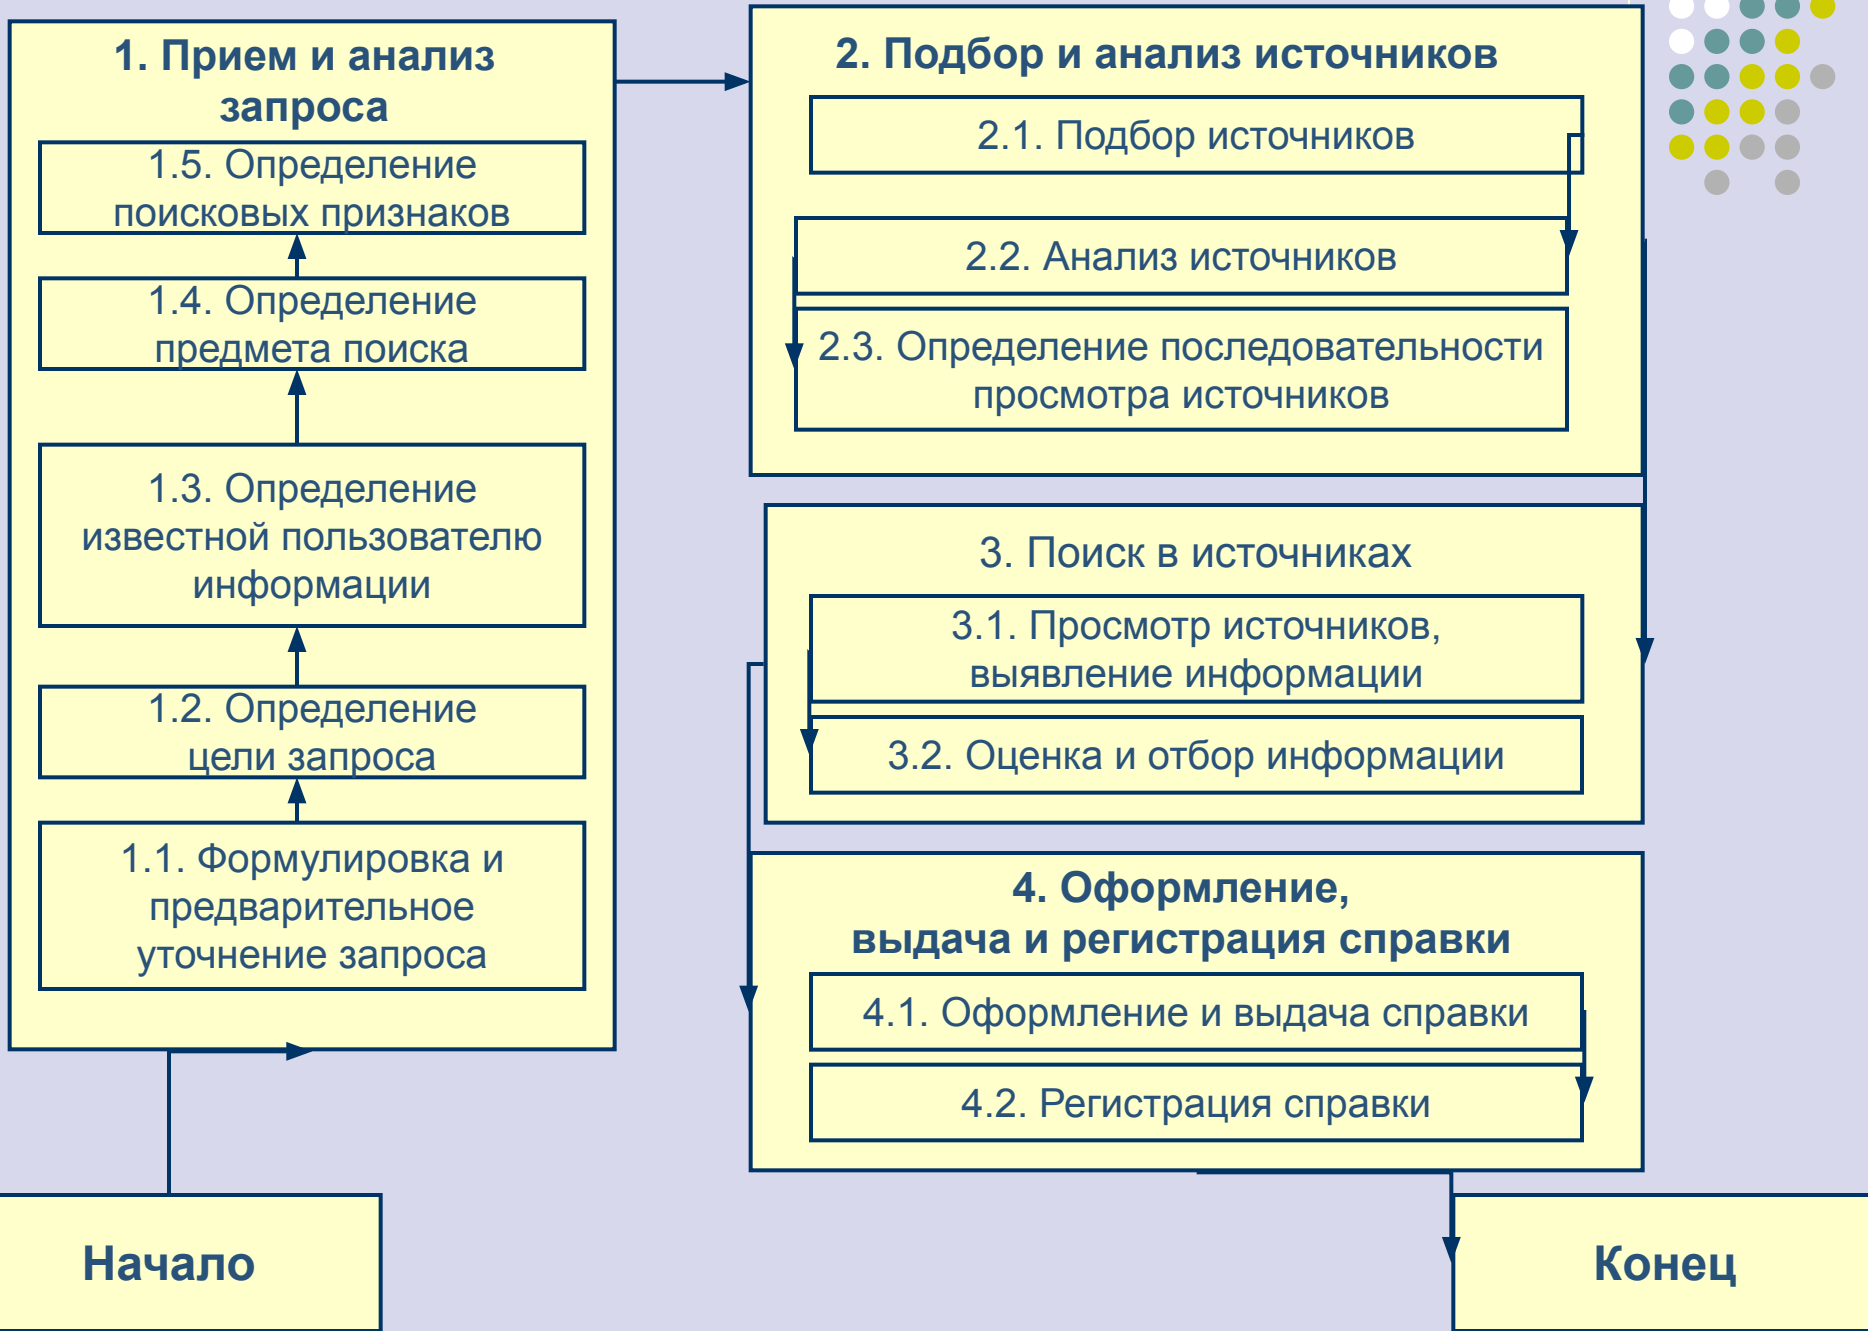 1. Прием и анализ
запроса
1.5. Определение
поисковых признаков
1.4. Определение
предмета поиска
1.3. Определение
известной пользователю
информации
1.2. Определение
цели запроса
1.1. Формулировка и
предварительное
уточнение запроса
Начало
2. Подбор и анализ источников
2.1. Подбор источников
2.2. Анализ источников
2.3. Определение последовательности
просмотра источников
3. Поиск в источниках
3.1. Просмотр источников,
выявление информации
3.2. Оценка и отбор информации
4. Оформление,
выдача и регистрация справки
4.1. Оформление и выдача справки
4.2. Регистрация справки
Конец